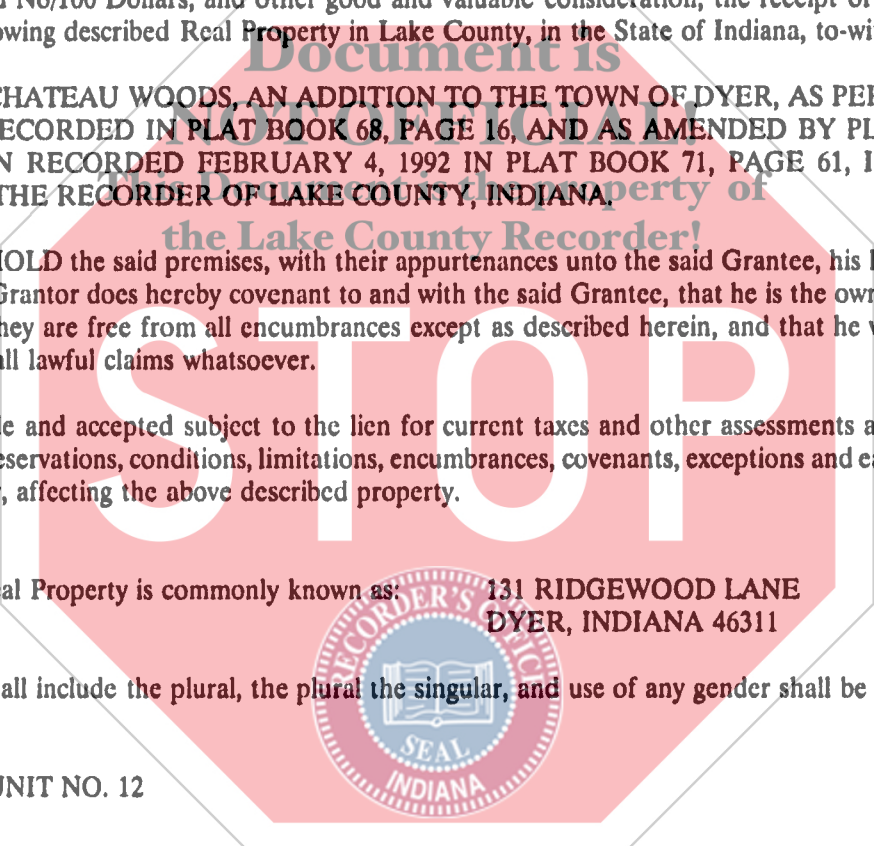 No/100 Dollars, and other good and valuable consideration, the receipt of
owing described Real Property in Lake County, in the State of Indiana, to-wit
Document is
CHATEAU WOODS, AN ADDITION TO THE TOWN OF DYER, AS PER
NOT OFFICIAL!
RECORDED IN PLAT BOOK 68, PAGE 16, AND AS AMENDED BY PL
N RECORDED FEBRUARY 4, 1992 IN PLAT BOOK 71, PAGE 61, I
This Document is the property of
THE RECORDER OF LAKE COUNTY, INDIANA.
the Lake County Recorder!
HOLD the said premises, with their appurtenances unto the said Grantee, his
Grantor does hereby covenant to and with the said Grantee, that he is the own
hey are free from all encumbrances except as described herein, and that he
all lawful claims whatsoever.
STOP
e and accepted subject to the lien for current taxes and other assessments a
eservations, conditions, limitations, encumbrances, covenants, exceptions and ea
, affecting the above described property.
al Property is commonly known as: 131 RIDGEWOOD LANE
DYER, INDIANA 46311
RECORDER'S OFFICE
all include the plural, the plural the singular, and use of any gender shall be
SEAL
INDIANA
UNIT NO. 12